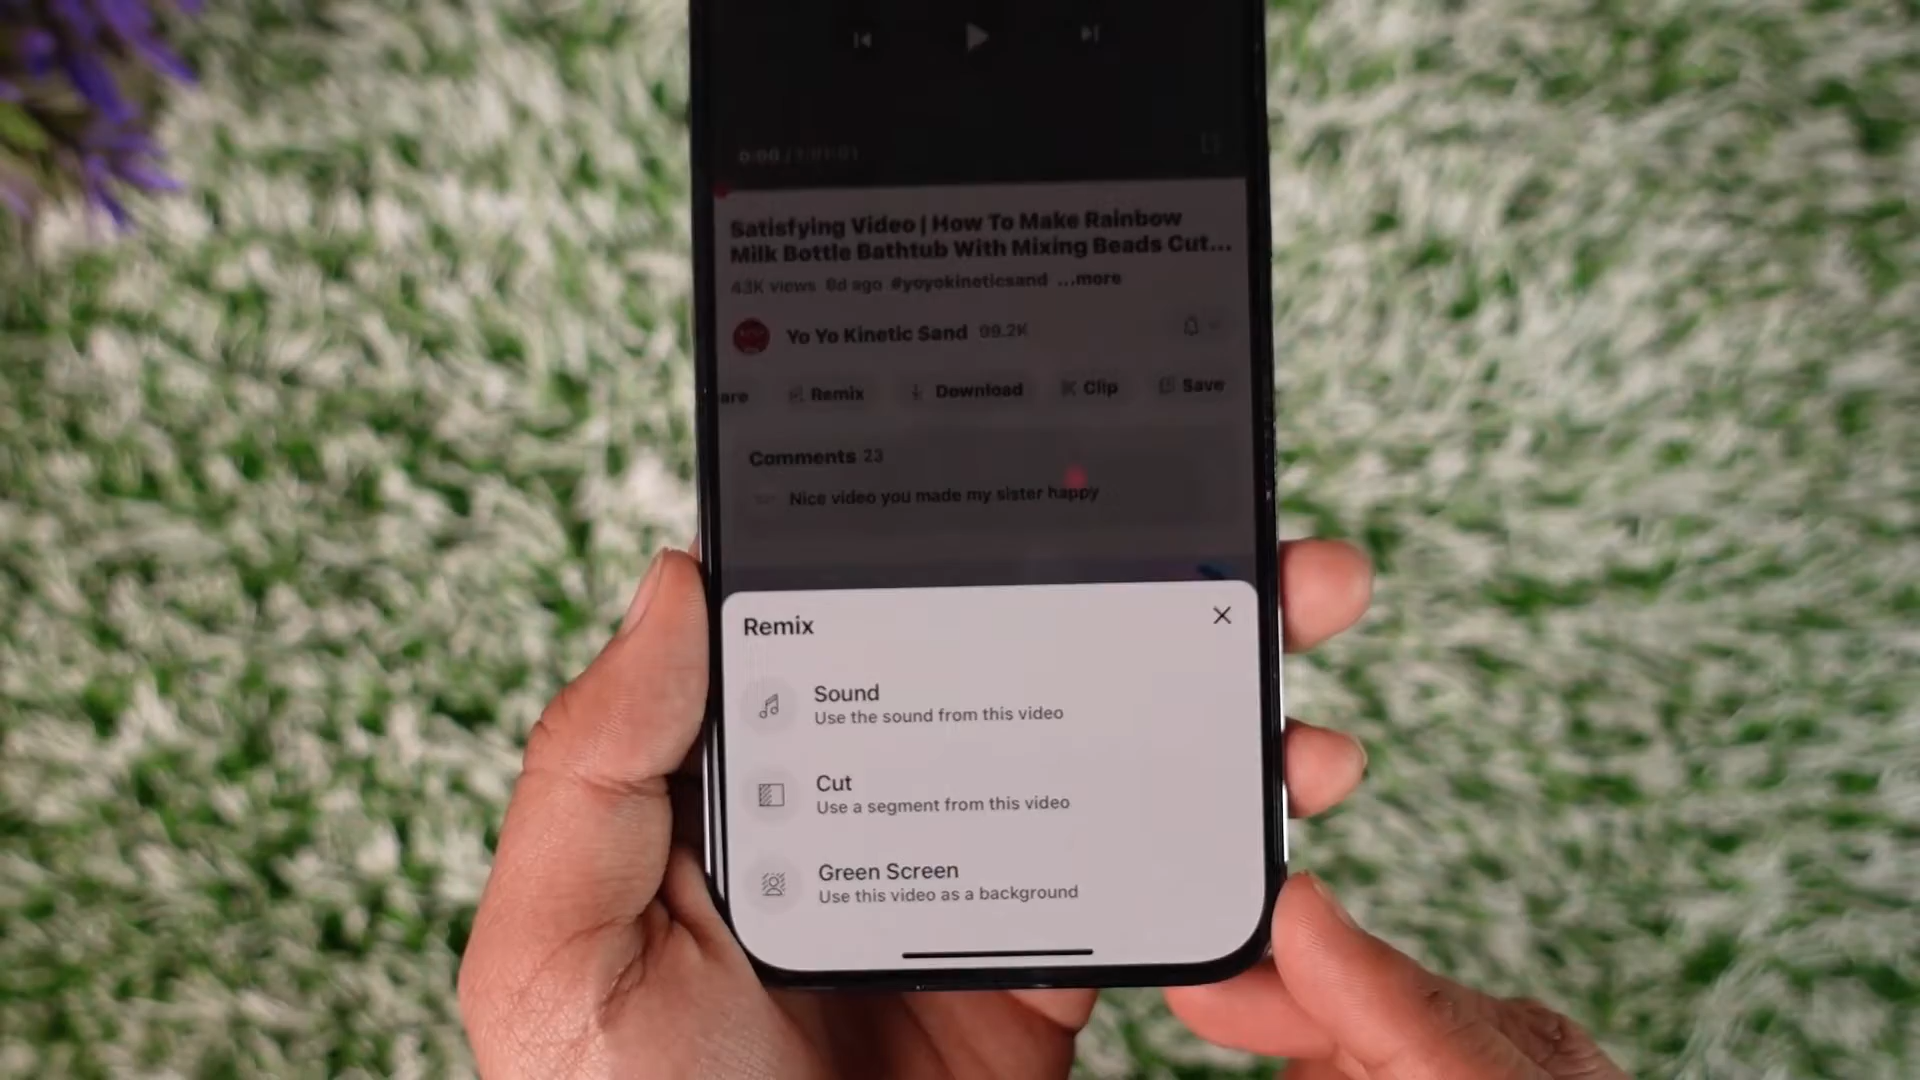 Satisfying Video | How To Make Rainbow
Milk Bottle Bathtub With Mixing Beads Cut...
43K views 8d ago #yoyokineticsand ...more
Yo Yo Kinetic Sand 99.2K
are Remix Download Clip Save
Comments 23
Nice video you made my sister happy
Remix
Sound
Use the sound from this video
Cut
Use a segment from this video
Green Screen
Use this video as a background